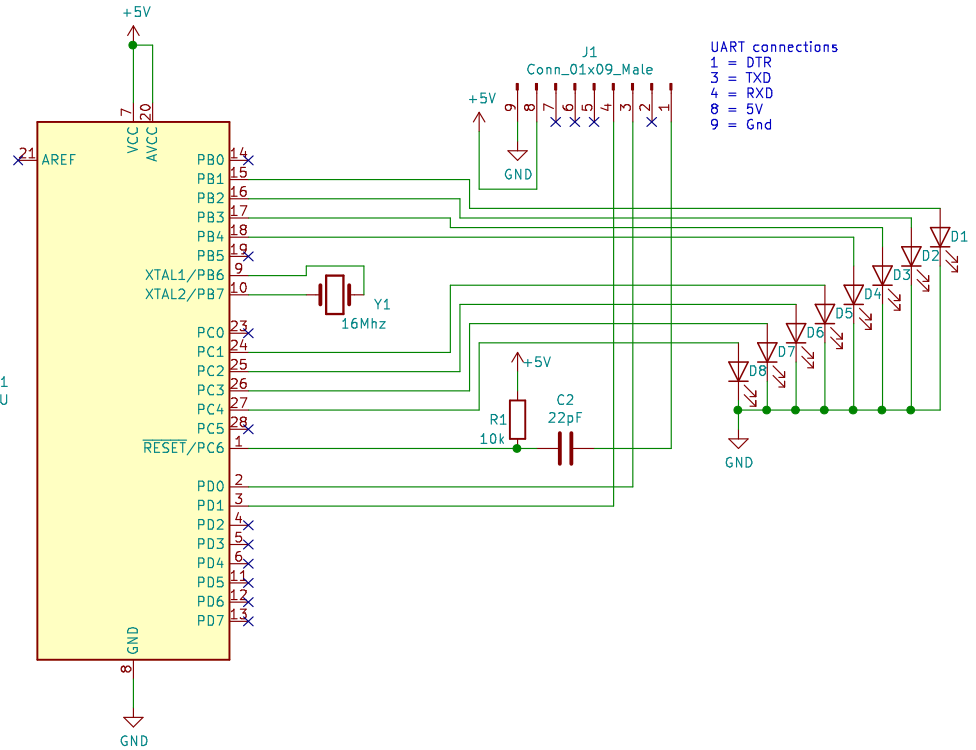 +5V
J1
Conn_01x09_Male
UART connections
1 = DTR
3 = TXD
4 = RXD
8 = 5V
9 = Gnd
+5V
9 8 7 6 5 4 3 2 1
GND
7 20
VCC AVCC
21 AREF
PB0 14
PB1 15
PB2 16
PB3 17
PB4 18
PB5 19
XTAL1/PB6 9
XTAL2/PB7 10
Y1
16Mhz
D1
D2
D3
D4
D5
D6
D7
D8
PC0 23
PC1 24
PC2 25
PC3 26
PC4 27
PC5 28
RESET/PC6 1
1
U
+5V
R1
10k
C2
22pF
GND
PD0 2
PD1 3
PD2 4
PD3 5
PD4 6
PD5 11
PD6 12
PD7 13
GND
8
GND